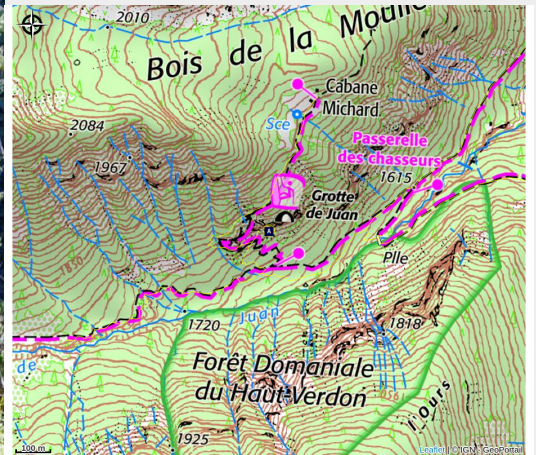 2010
Bois de la Moulie
Cabane
Michard
Sce
2084
Passerelle
des chasseurs
1967
1615
Grotte
de Juan
A
1850
Plle
1720
Juan
1818
Forêt Domaniale
du Haut-Verdon
de
l'Ours
1925
100 m
Leaflet | © IGN - GeoPortail